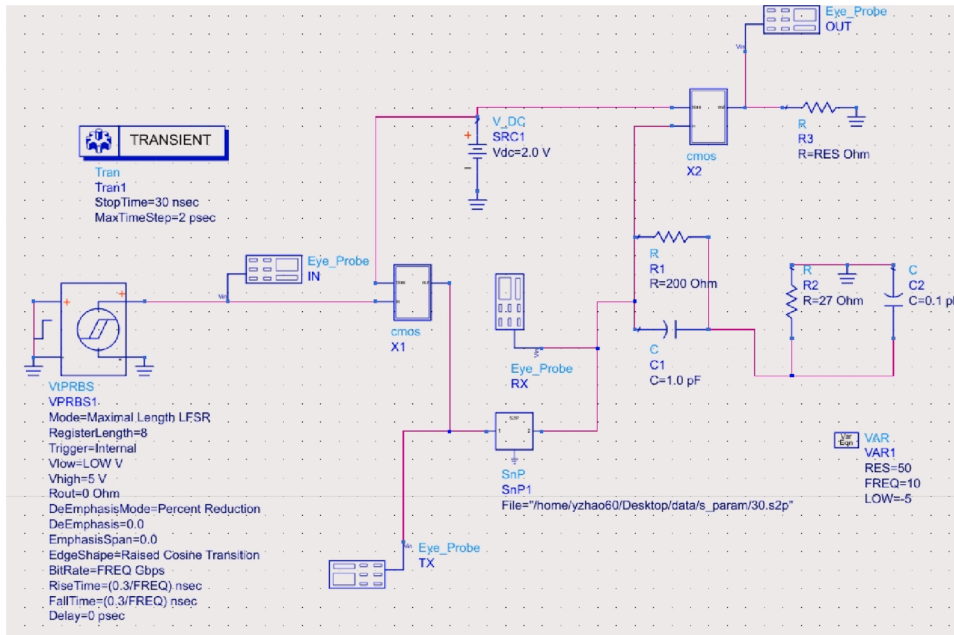 Eye_Probe
OUT
TRANSIENT
Tran
Tran1
StopTime=30 nsec
MaxTimeStep=2 psec
V_DC
SRC1
Vdc=2.0 V
cmos
X2
R
R3
R=RES Ohm
Eye_Probe
IN
cmos
X1
R
R1
R=200 Ohm
R
R2
R=27 Ohm
C
C2
C=0.1 p
Eye_Probe
RX
C
C1
C=1.0 pF
VtPRBS
VPRBS1
Mode=Maximal Length LFSR
RegisterLength=8
Trigger=Internal
Vlow=LOW V
Vhigh=5 V
Rout=0 Ohm
DeEmphasisMode=Percent Reduction
DeEmphasis=0.0
EmphasisSpan=0.0
EdgeShape=Raised Cosine Transition
BitRate=FREQ Gbps
RiseTime=(0.3/FREQ) nsec
FallTime=(0.3/FREQ) nsec
Delay=0 psec
1
2
SnP
SnP1
File="/home/yzhao60/Desktop/data/s_param/30.s2p"
Var
Eqn
VAR
VAR1
RES=50
FREQ=10
LOW=-5
Eye_Probe
TX